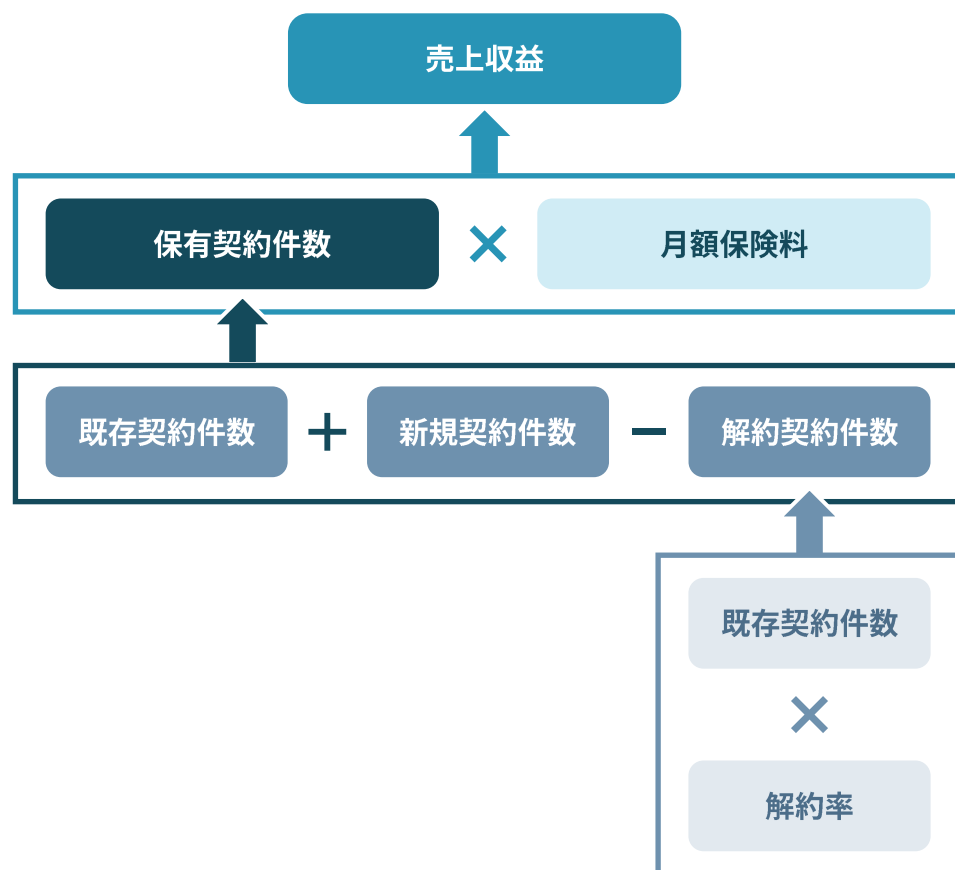 売上収益
保有契約件数 × 月額保険料
既存契約件数 + 新規契約件数 − 解約契約件数
既存契約件数
×
解約率